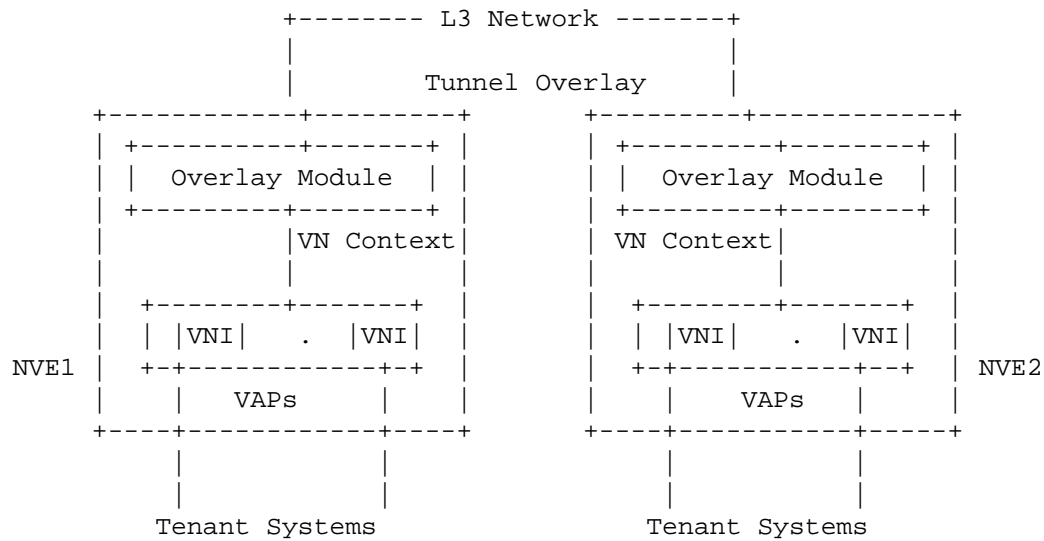 L3 Network
Tunnel Overlay
Overlay Module Overlay Module
VN Context VN Context
VNI . VNI VNI . VNI
NVE1 NVE2
VAPs VAPs
Tenant Systems Tenant Systems